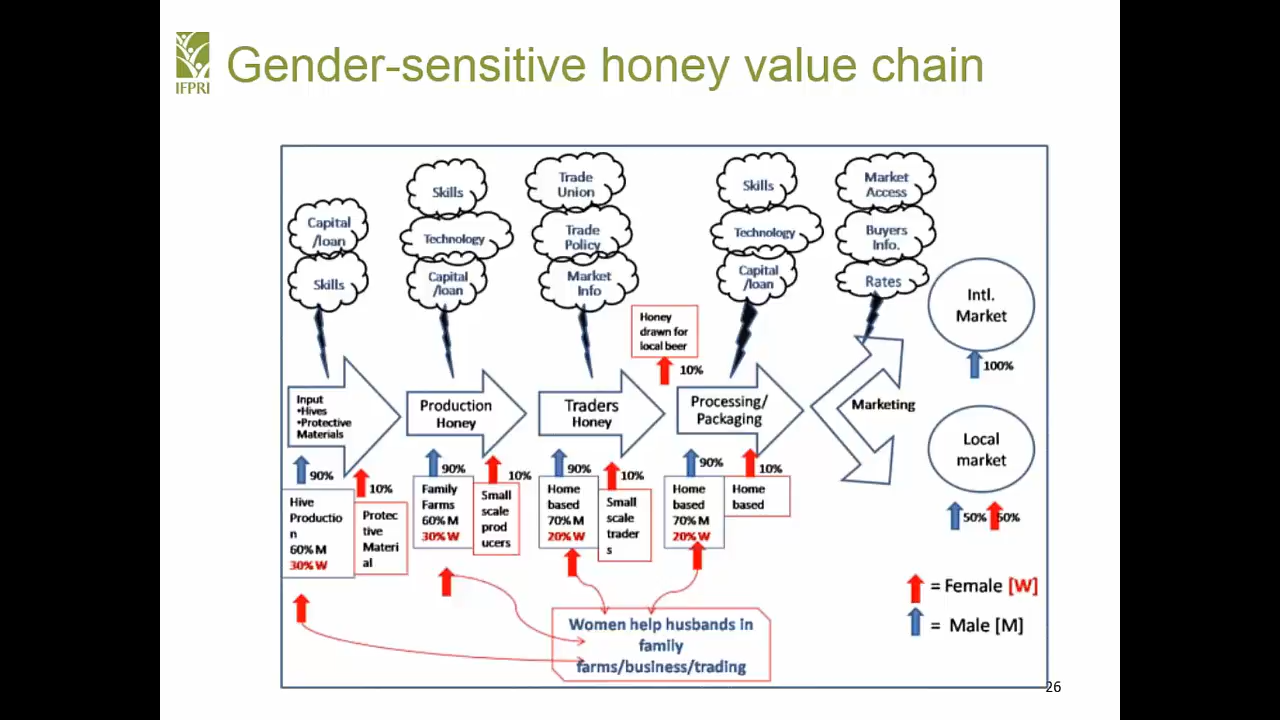 IFPRI
Gender-sensitive honey value chain
Capital
/loan
Skills
Skills
Technology
Capital
/loan
Trade
Union
Trade
Policy
Market
Info
Skills
Technology
Capital
/loan
Market
Access
Buyers
Info.
Rates
Intl.
Market
100%
Honey
drawn for
local beer
10%
Input
•Hives
•Protective
Materials
Production
Honey
Traders
Honey
Processing/
Packaging
Marketing
Local
market
50%
50%
90%
10%
90%
10%
90%
10%
90%
10%
Hive
Productio
n
60% M
30% W
Protec
tive
Materi
al
Family
Farms
60% M
30% W
Small
scale
prod
ucers
Home
based
70% M
20% W
Small
scale
trader
s
Home
based
70% M
20% W
Home
based
Women help husbands in
family
farms/business/trading
= Female [W]
= Male [M]
26